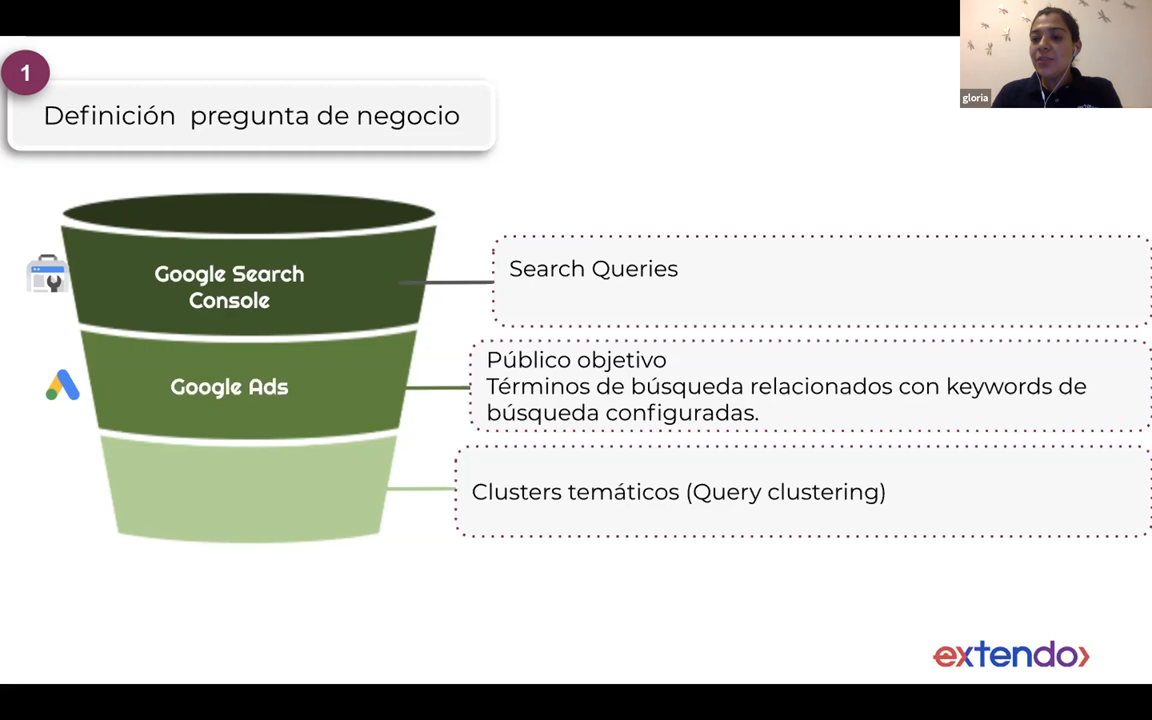 gloria
1
Definición pregunta de negocio
Google Search
Console
Search Queries
Google Ads
Público objetivo
Términos de búsqueda relacionados con keywords de
búsqueda configuradas.
Clusters temáticos (Query clustering)
extendo